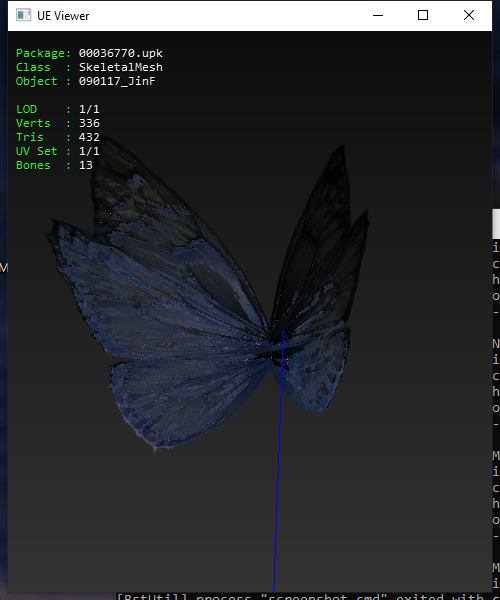 UE Viewer
Package: 00036770.upk
Class  : SkeletalMesh
Object : 090117_JinF
LOD    : 1/1
Verts  : 336
Tris   : 432
UV Set : 1/1
Bones  : 13
M
i
c
h
o
-
N
i
c
h
o
-
M
i
c
h
o
-
M
i
[BstUtil] process "screenshot.cmd" exited with c